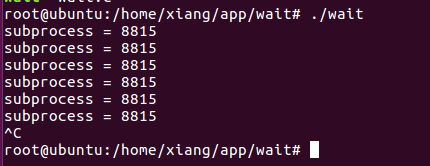 root@ubuntu:/home/xiang/app/wait# ./wait
subprocess = 8815
subprocess = 8815
subprocess = 8815
subprocess = 8815
subprocess = 8815
subprocess = 8815
^C
root@ubuntu:/home/xiang/app/wait#